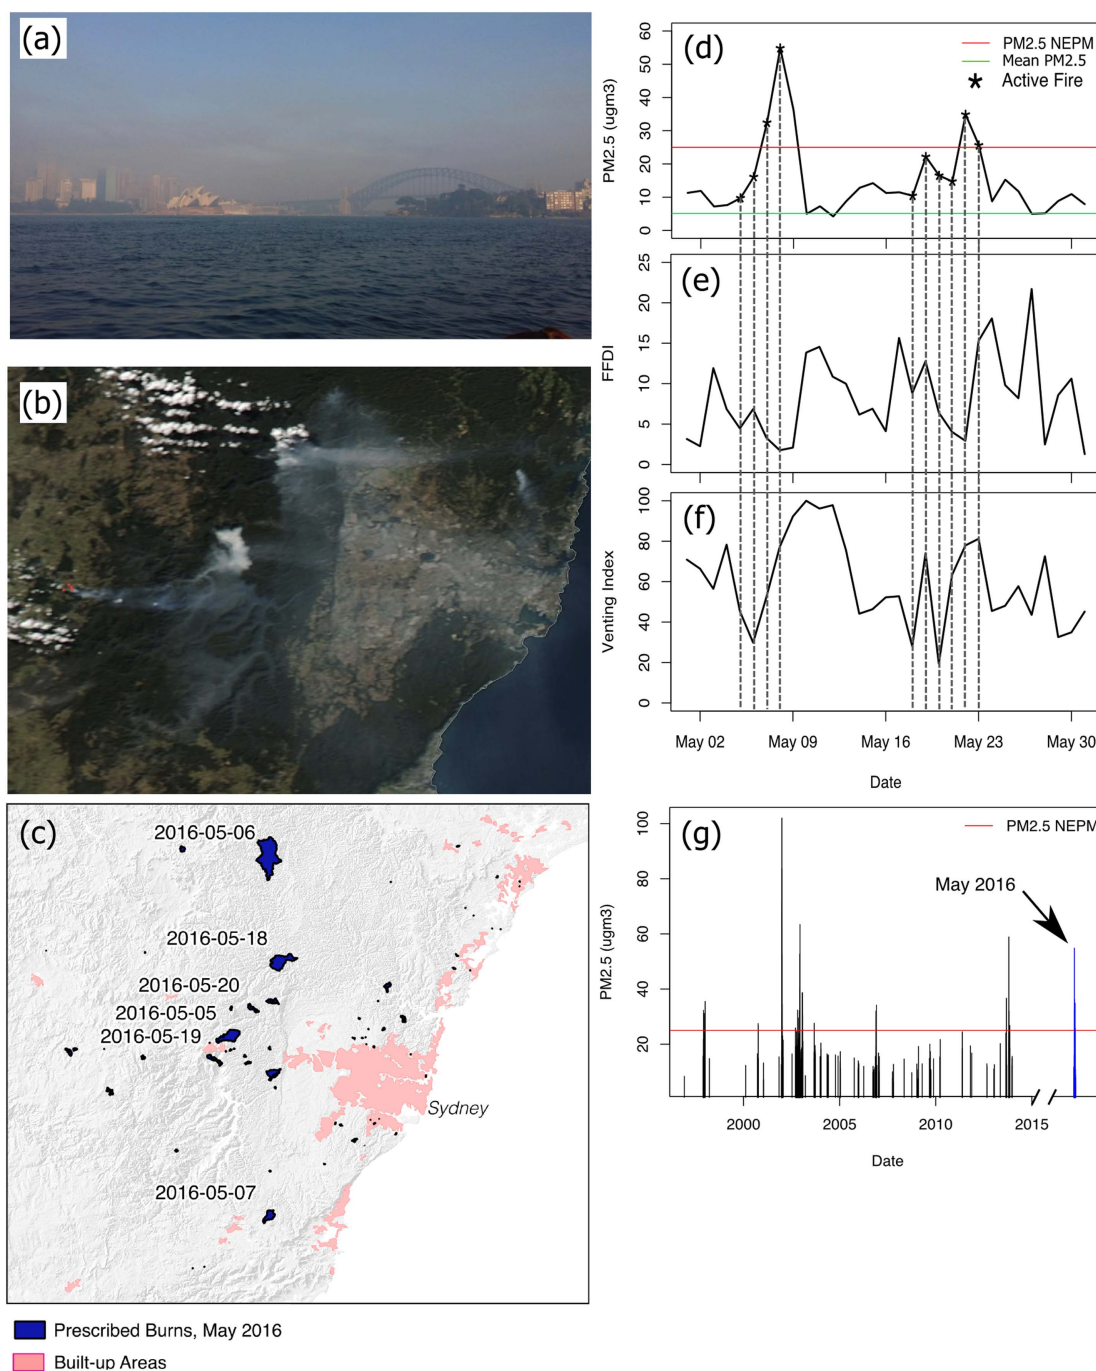 (a)
(b)
(c)
2016-05-06
2016-05-18
2016-05-20
2016-05-05
2016-05-19
Sydney
2016-05-07
Prescribed Burns, May 2016
Built-up Areas
(d)
PM2.5 NEPM
Mean PM2.5
Active Fire
PM2.5 (ugm3)
60
50
40
30
20
10
0
(e)
FFDI
25
20
15
10
5
0
(f)
Venting Index
100
80
60
40
20
0
May 02 May 09 May 16 May 23 May 30
Date
(g)
PM2.5 NEPM
May 2016
PM2.5 (ugm3)
100
80
60
40
20
2000 2005 2010 2015
Date